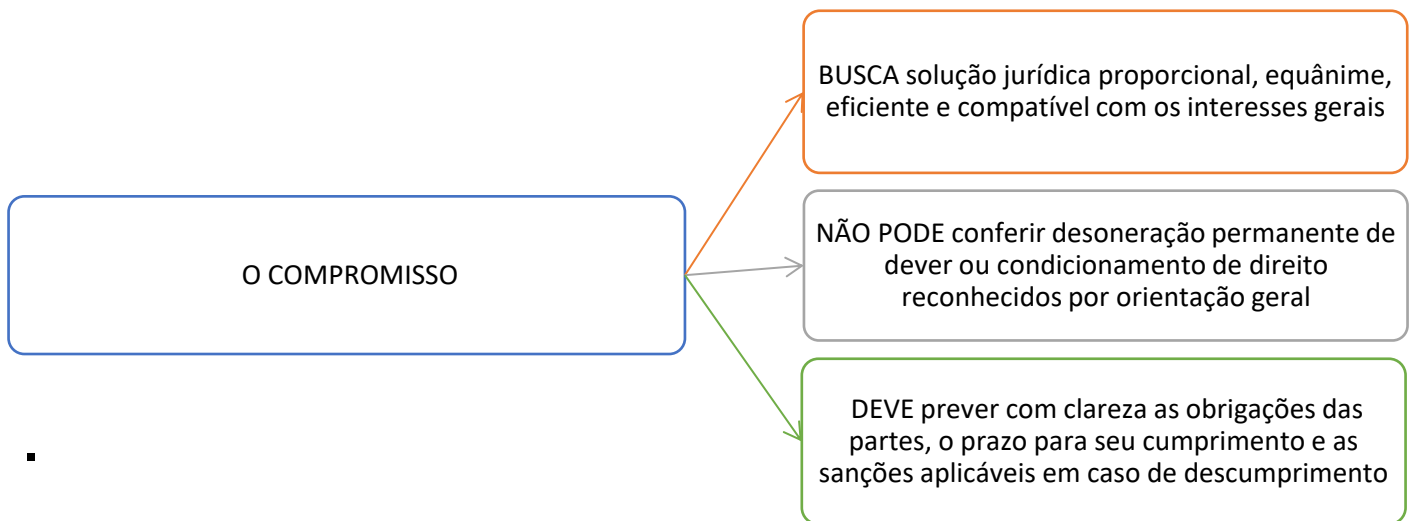 O COMPROMISSO
BUSCA solução jurídica proporcional, equânime,
eficiente e compatível com os interesses gerais
NÃO PODE conferir desoneração permanente de
dever ou condicionamento de direito
reconhecidos por orientação geral
DEVE prever com clareza as obrigações das
partes, o prazo para seu cumprimento e as
sanções aplicáveis em caso de descumprimento